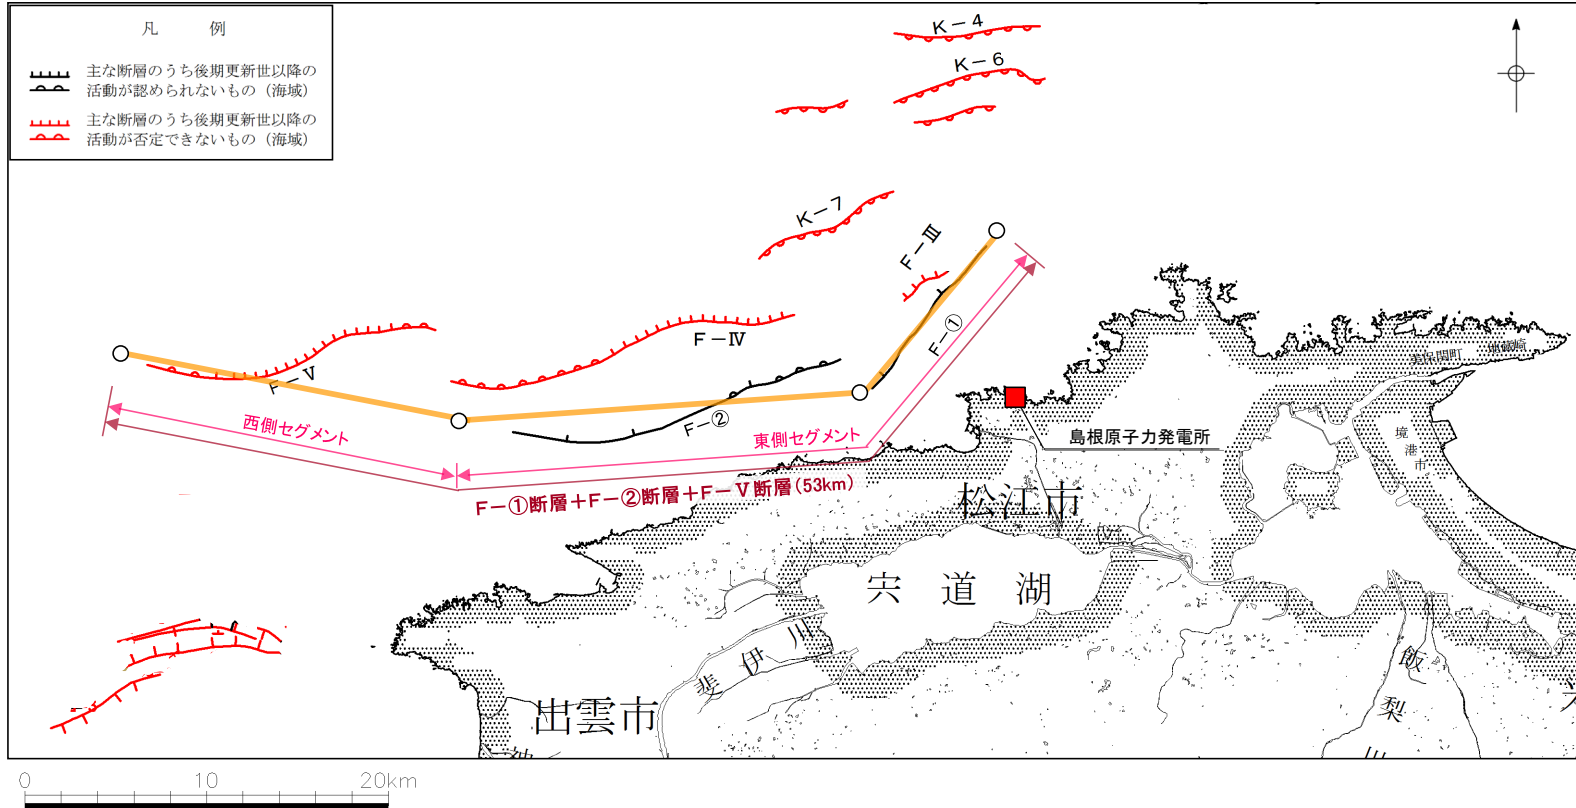 凡 例
主な断層のうち後期更新世以降の
活動が認められないもの（海域）
主な断層のうち後期更新世以降の
活動が否定できないもの（海域）
K－4
K－6
K－7
F－Ⅲ
F－①
F－Ⅳ
F－Ⅴ
F－②
西側セグメント
東側セグメント
F－①断層＋F－②断層＋F－Ⅴ断層（53km）
島根原子力発電所
美保関町
地蔵崎
境港市
松江市
宍道湖
斐伊川
出雲市
神
飯梨川
0 10 20km